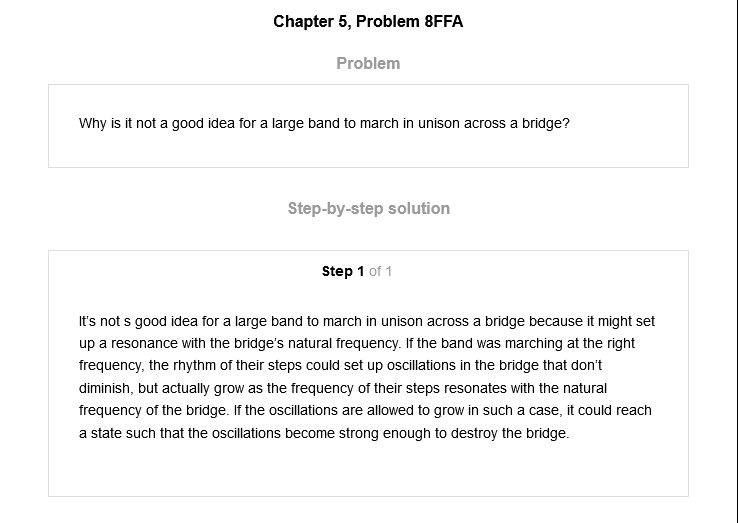 Chapter 5, Problem 8FFA
Problem
Why is it not a good idea for a large band to march in unison across a bridge?
Step-by-step solution
Step 1 of 1
It’s not s good idea for a large band to march in unison across a bridge because it might set
up a resonance with the bridge’s natural frequency. If the band was marching at the right
frequency, the rhythm of their steps could set up oscillations in the bridge that don’t
diminish, but actually grow as the frequency of their steps resonates with the natural
frequency of the bridge. If the oscillations are allowed to grow in such a case, it could reach
a state such that the oscillations become strong enough to destroy the bridge.